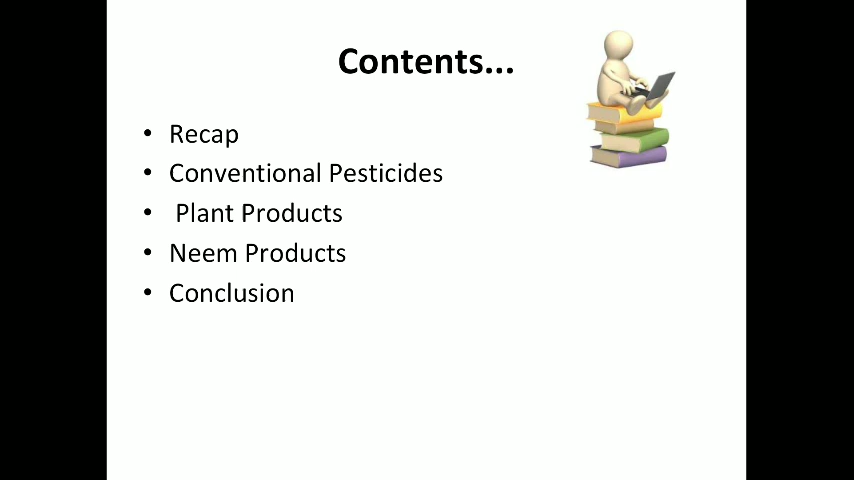 Contents...
• Recap
• Conventional Pesticides
• Plant Products
• Neem Products
• Conclusion